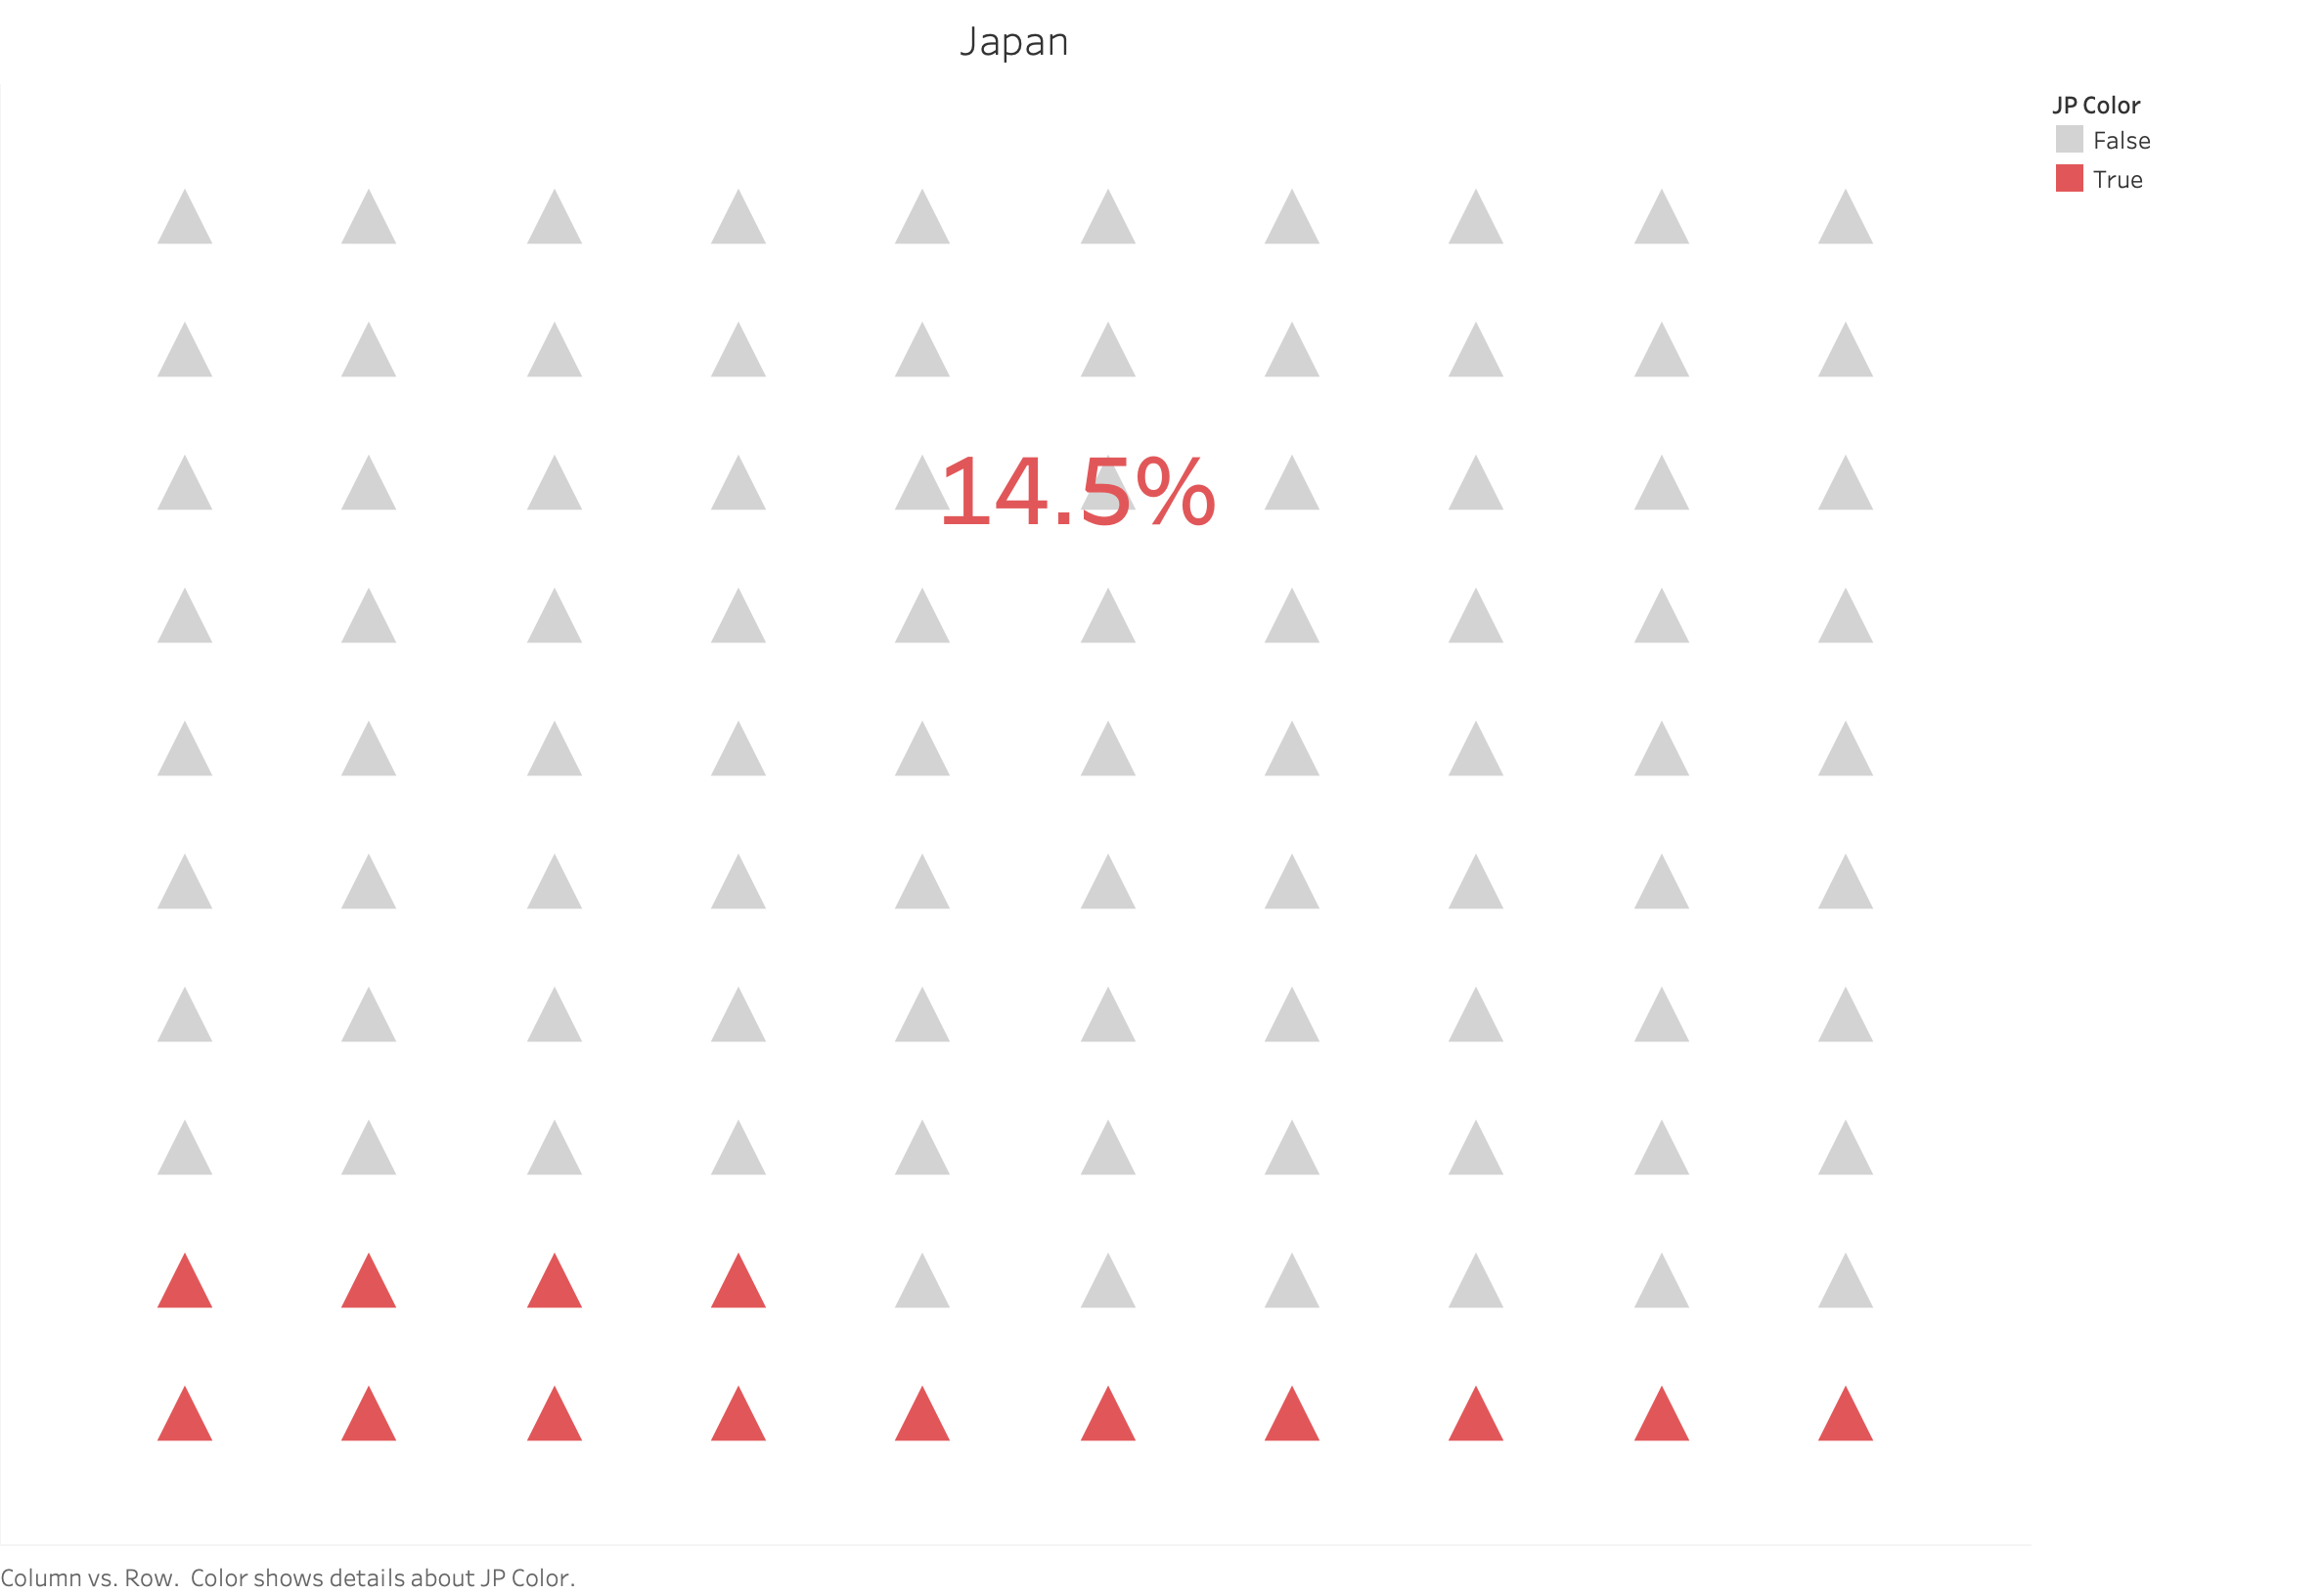 Japan
JP Color
False
True
14.5%
Column vs. Row.  Color shows details about JP Color.